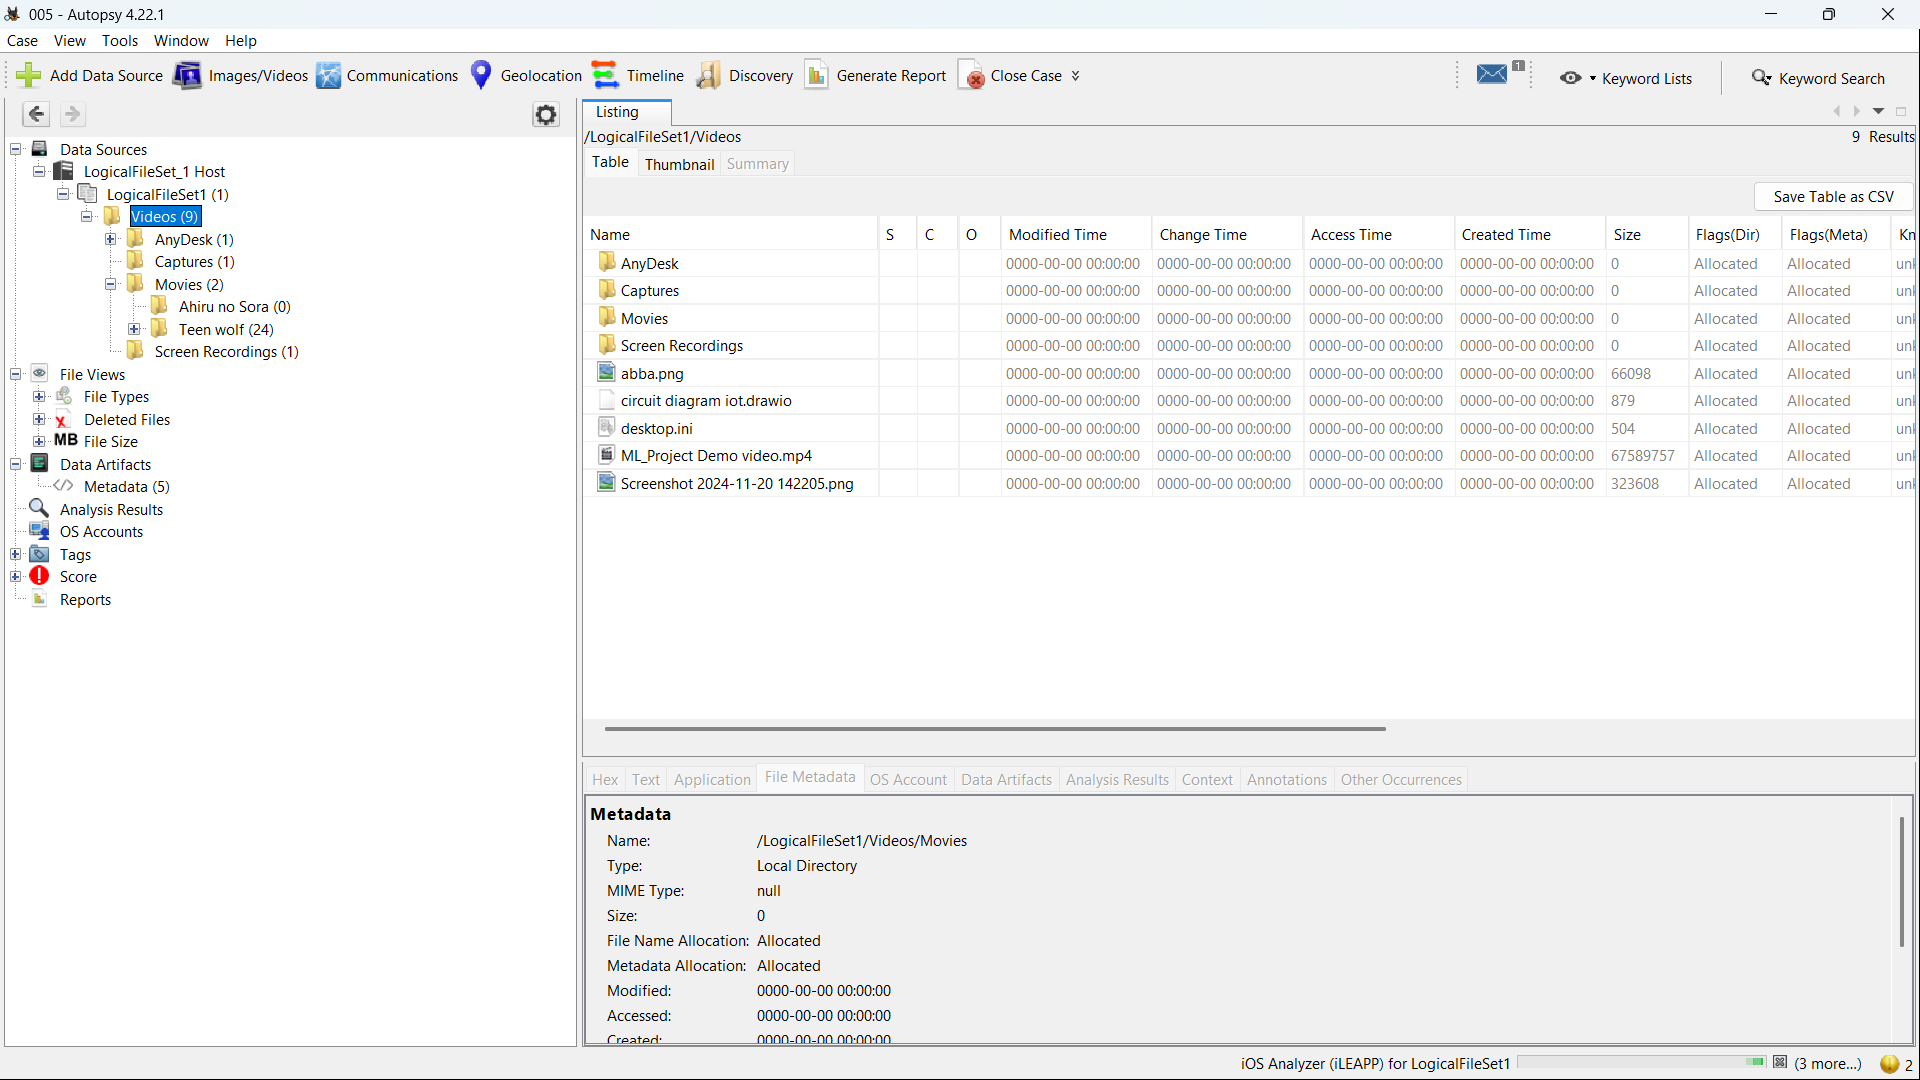 005 - Autopsy 4.22.1
Case View Tools Window Help
Add Data Source Images/Videos Communications Geolocation Timeline Discovery Generate Report Close Case 1 Keyword Lists Keyword Search
Listing
/LogicalFileSet1/Videos 9 Results
Table Thumbnail Summary
Save Table as CSV
Data Sources
LogicalFileSet_1 Host
LogicalFileSet1 (1)
Videos (9)
AnyDesk (1)
Captures (1)
Movies (2)
Ahiru no Sora (0)
Teen wolf (24)
Screen Recordings (1)
File Views
File Types
Deleted Files
MB File Size
Data Artifacts
Metadata (5)
Analysis Results
OS Accounts
Tags
Score
Reports
Name S C O Modified Time Change Time Access Time Created Time Size Flags(Dir) Flags(Meta) Kn
AnyDesk 0000-00-00 00:00:00 0000-00-00 00:00:00 0000-00-00 00:00:00 0000-00-00 00:00:00 0 Allocated Allocated unk
Captures 0000-00-00 00:00:00 0000-00-00 00:00:00 0000-00-00 00:00:00 0000-00-00 00:00:00 0 Allocated Allocated unk
Movies 0000-00-00 00:00:00 0000-00-00 00:00:00 0000-00-00 00:00:00 0000-00-00 00:00:00 0 Allocated Allocated unk
Screen Recordings 0000-00-00 00:00:00 0000-00-00 00:00:00 0000-00-00 00:00:00 0000-00-00 00:00:00 0 Allocated Allocated unk
abba.png 0000-00-00 00:00:00 0000-00-00 00:00:00 0000-00-00 00:00:00 0000-00-00 00:00:00 66098 Allocated Allocated unk
circuit diagram iot.drawio 0000-00-00 00:00:00 0000-00-00 00:00:00 0000-00-00 00:00:00 0000-00-00 00:00:00 879 Allocated Allocated unk
desktop.ini 0000-00-00 00:00:00 0000-00-00 00:00:00 0000-00-00 00:00:00 0000-00-00 00:00:00 504 Allocated Allocated unk
ML_Project Demo video.mp4 0000-00-00 00:00:00 0000-00-00 00:00:00 0000-00-00 00:00:00 0000-00-00 00:00:00 67589757 Allocated Allocated unk
Screenshot 2024-11-20 142205.png 0000-00-00 00:00:00 0000-00-00 00:00:00 0000-00-00 00:00:00 0000-00-00 00:00:00 323608 Allocated Allocated unk
Hex Text Application File Metadata OS Account Data Artifacts Analysis Results Context Annotations Other Occurrences
Metadata
Name: /LogicalFileSet1/Videos/Movies
Type: Local Directory
MIME Type: null
Size: 0
File Name Allocation: Allocated
Metadata Allocation: Allocated
Modified: 0000-00-00 00:00:00
Accessed: 0000-00-00 00:00:00
Created: 0000-00-00 00:00:00
iOS Analyzer (iLEAPP) for LogicalFileSet1 (3 more...) 2